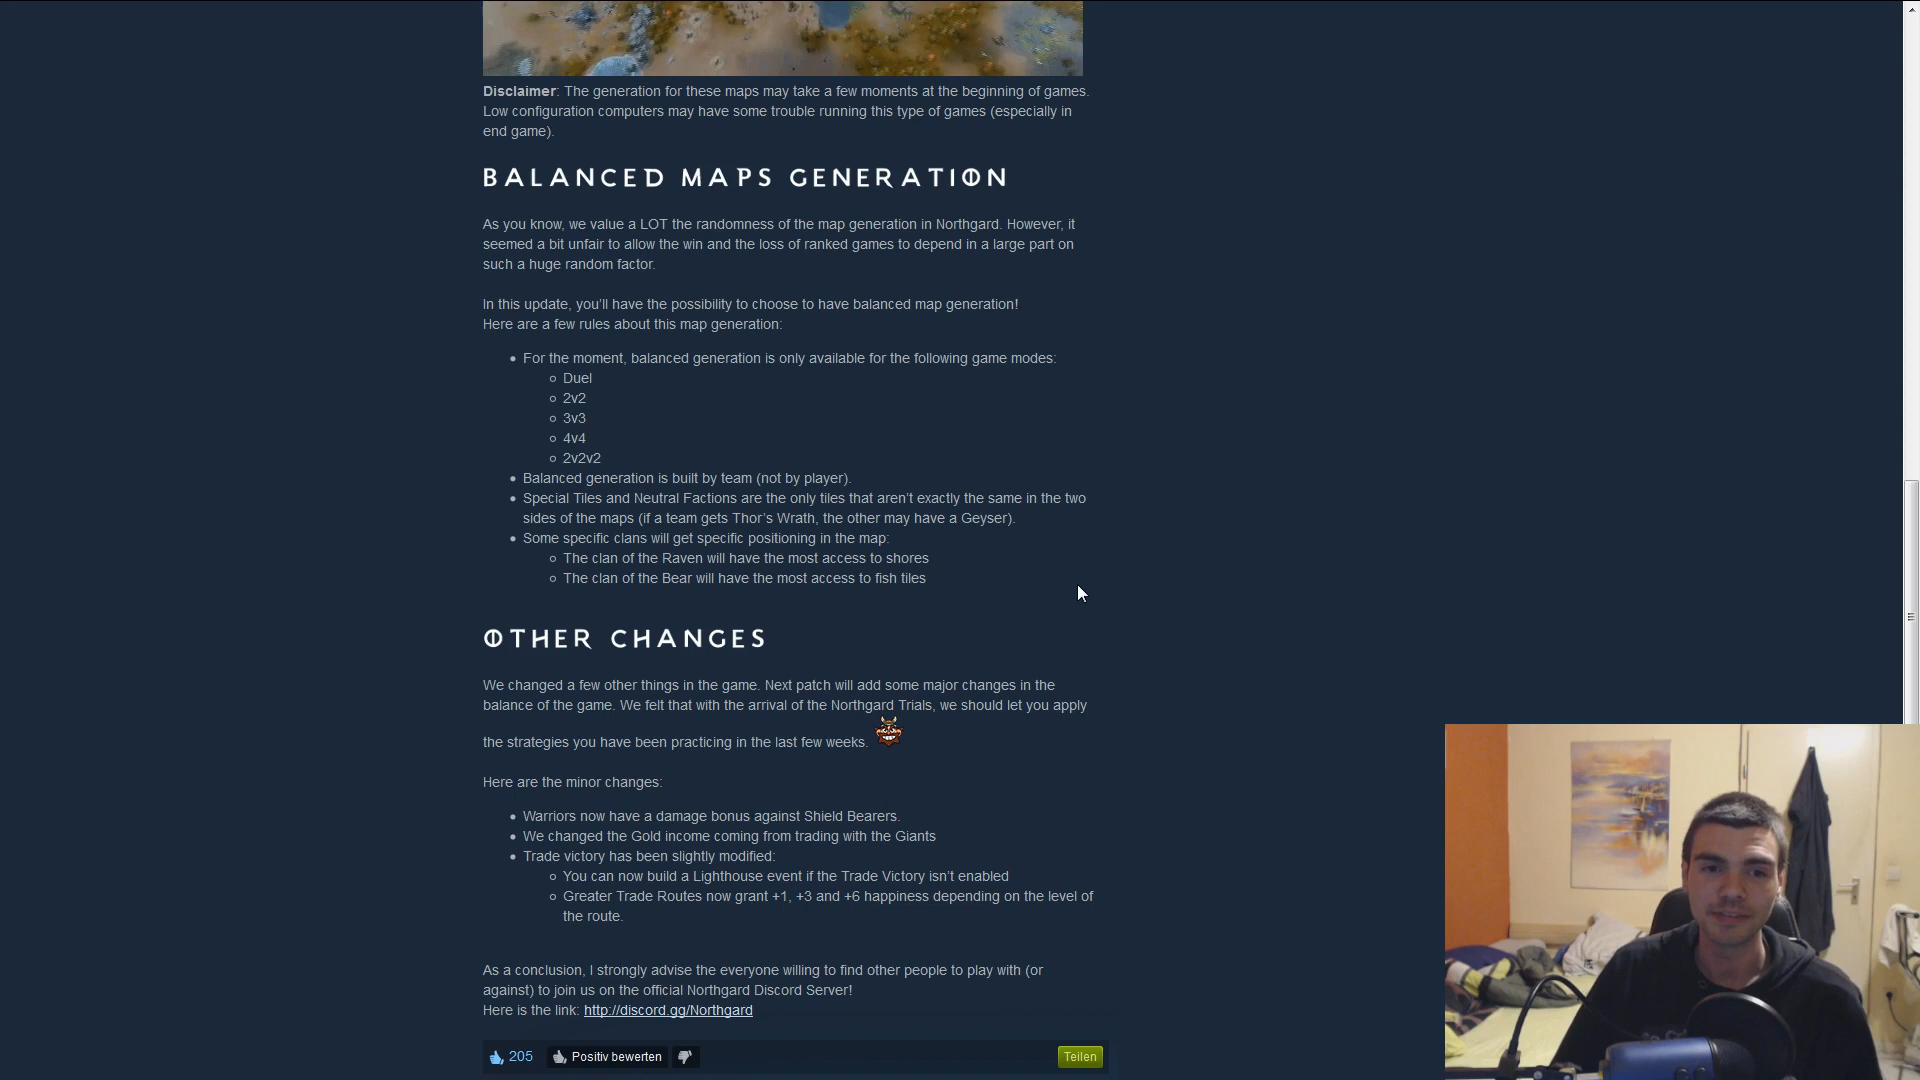 Disclaimer: The generation for these maps may take a few moments at the beginning of games.
Low configuration computers may have some trouble running this type of games (especially in
end game).
BALANCED MAPS GENERATION
As you know, we value a LOT the randomness of the map generation in Northgard. However, it
seemed a bit unfair to allow the win and the loss of ranked games to depend in a large part on
such a huge random factor.
In this update, you'll have the possibility to choose to have balanced map generation!
Here are a few rules about this map generation:
For the moment, balanced generation is only available for the following game modes:
Duel
2v2
3v3
4v4
2v2v2
Balanced generation is built by team (not by player).
Special Tiles and Neutral Factions are the only tiles that aren't exactly the same in the two
sides of the maps (if a team gets Thor's Wrath, the other may have a Geyser).
Some specific clans will get specific positioning in the map:
The clan of the Raven will have the most access to shores
The clan of the Bear will have the most access to fish tiles
OTHER CHANGES
We changed a few other things in the game. Next patch will add some major changes in the
balance of the game. We felt that with the arrival of the Northgard Trials, we should let you apply
the strategies you have been practicing in the last few weeks.
Here are the minor changes:
Warriors now have a damage bonus against Shield Bearers.
We changed the Gold income coming from trading with the Giants
Trade victory has been slightly modified:
You can now build a Lighthouse event if the Trade Victory isn't enabled
Greater Trade Routes now grant +1, +3 and +6 happiness depending on the level of
the route.
As a conclusion, I strongly advise the everyone willing to find other people to play with (or
against) to join us on the official Northgard Discord Server!
Here is the link: http://discord.gg/Northgard
205 Positiv bewerten Teilen